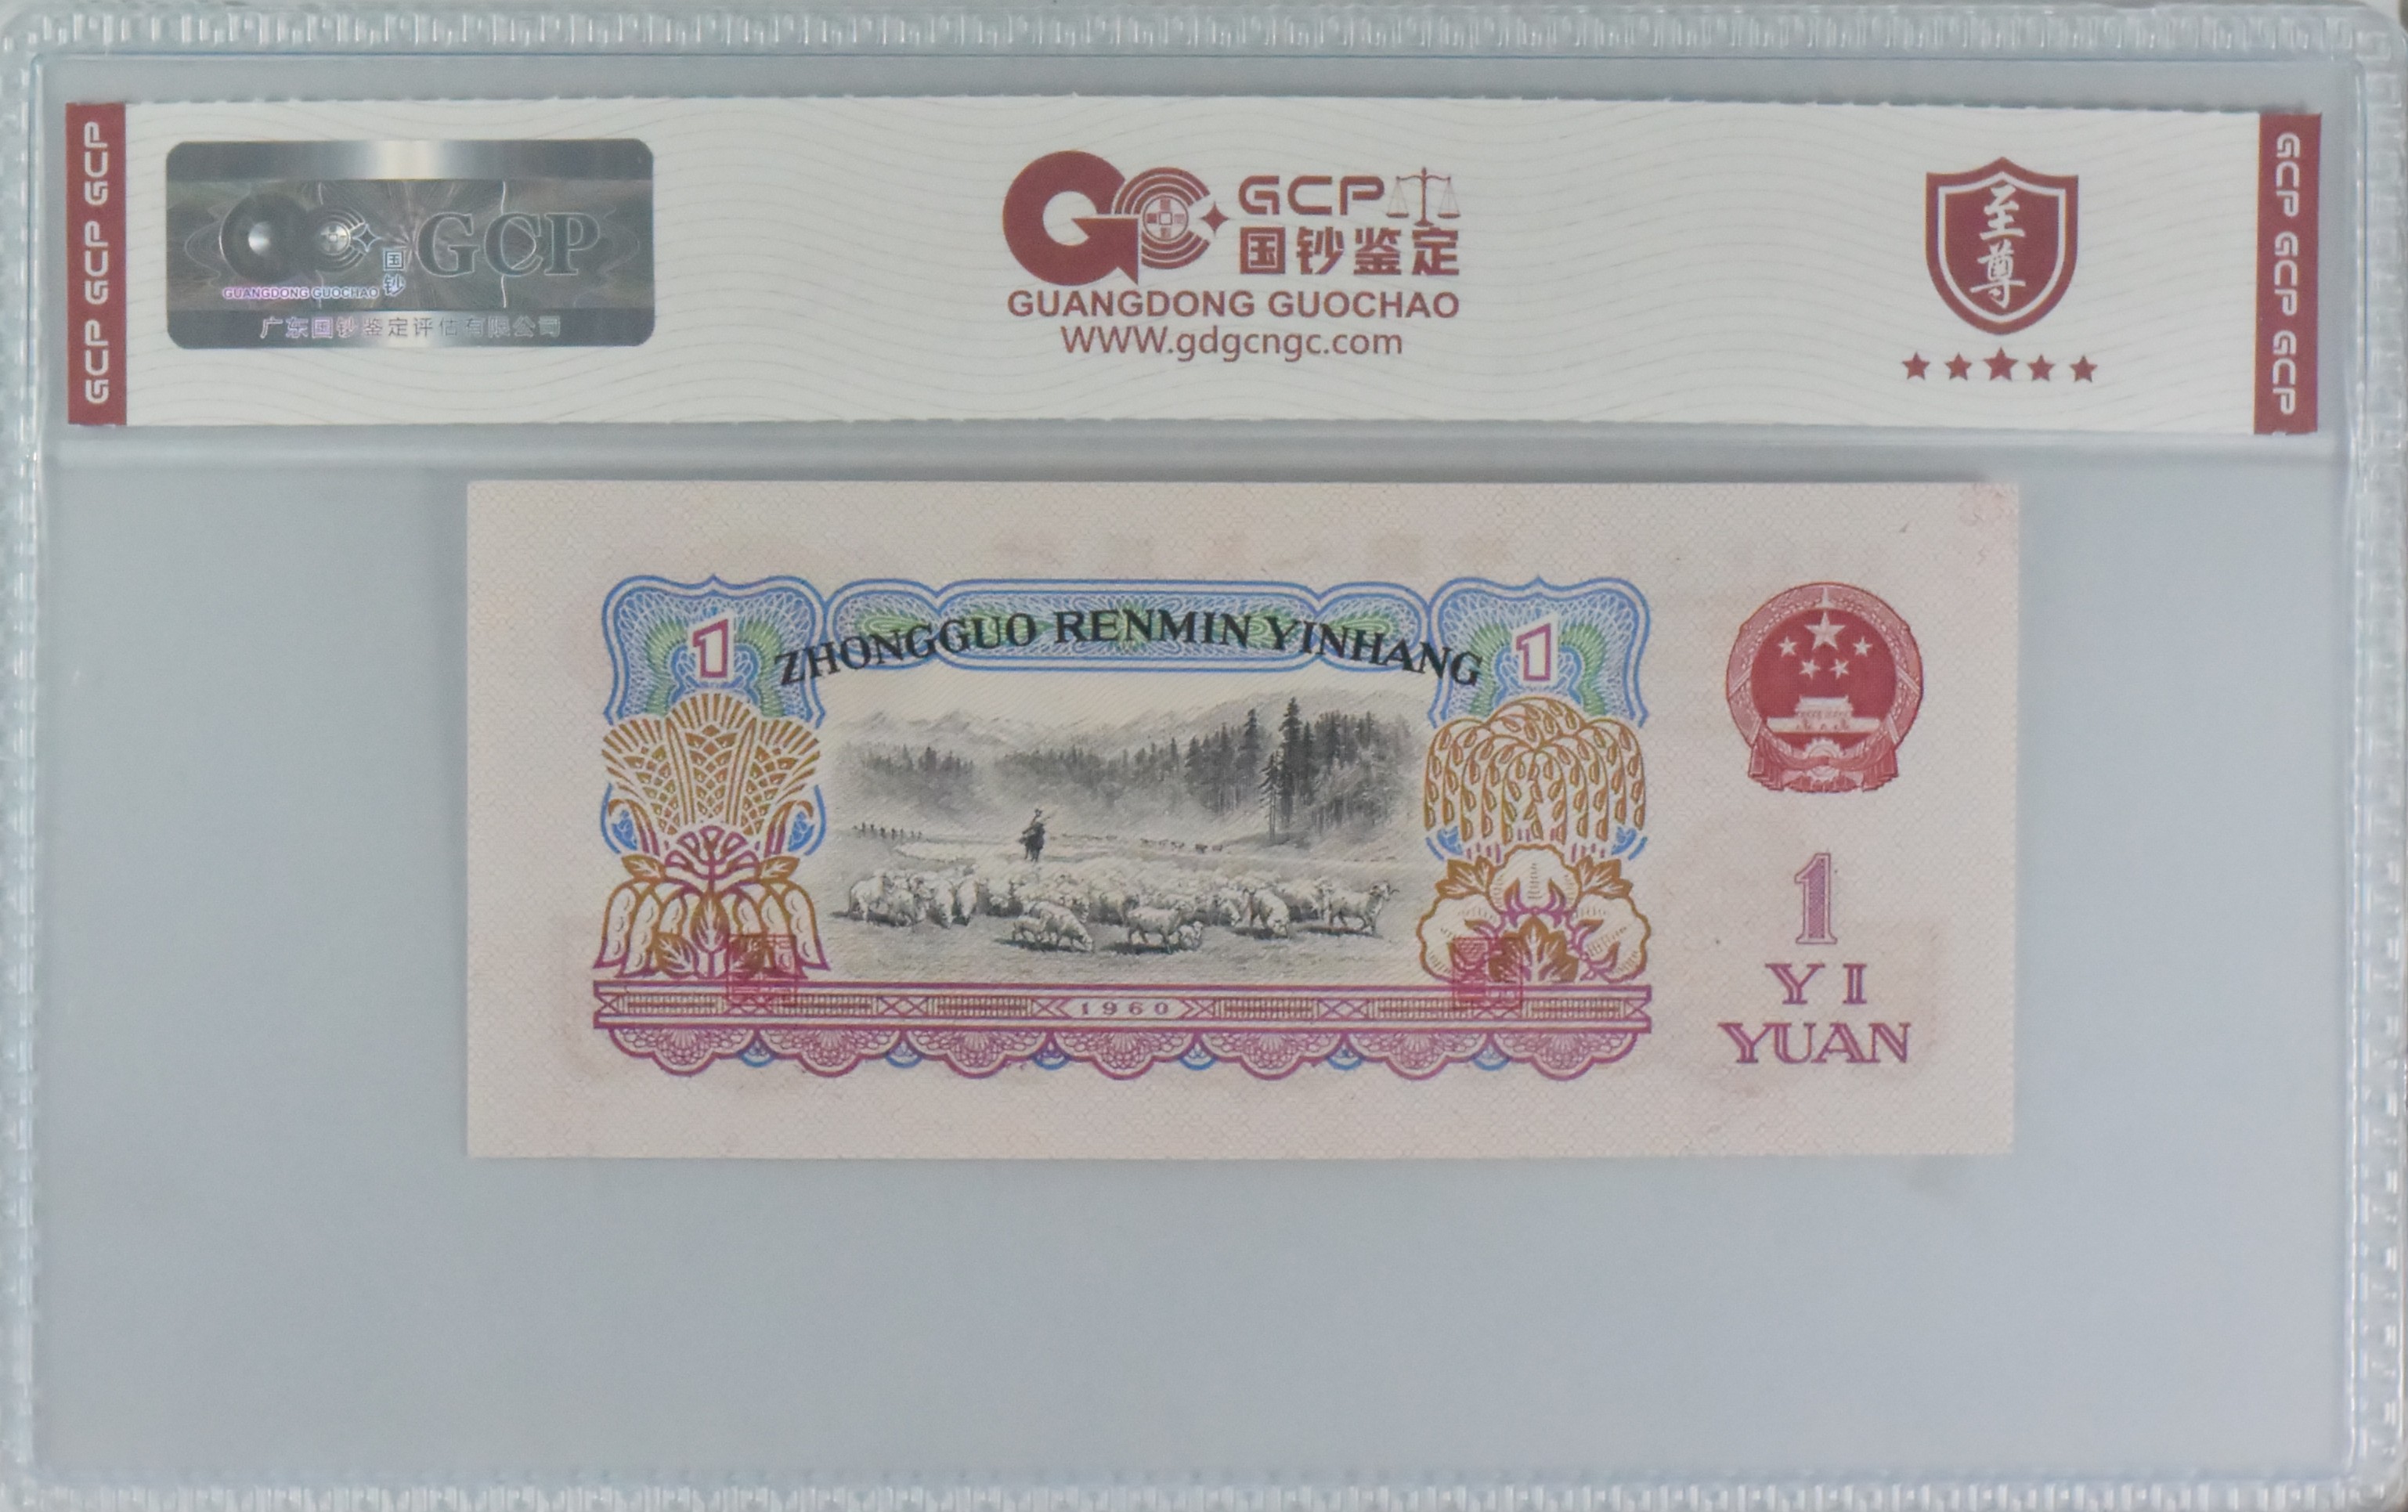 GCP GCP GCP
GCP
国钞
GUANGDONG GUOCHAO
广东国钞鉴定评估有限公司
GCP
国钞鉴定
GUANGDONG GUOCHAO
WWW.gdgcngc.com
至尊
GCP GCP GCP
1
ZHONGGUO RENMIN YINHANG
1
1960
1
YI
YUAN